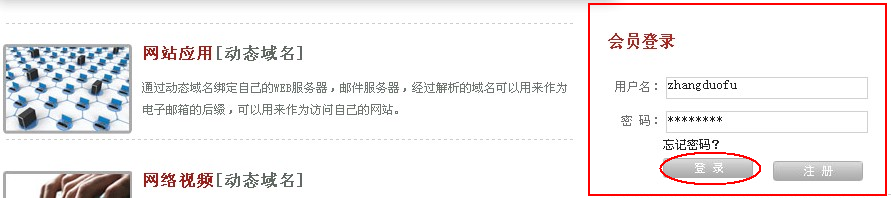 网站应用[动态域名]
通过动态域名绑定自己的WEB服务器，邮件服务器，经过解析的域名可以用来作为
电子邮箱的后缀，可以用来作为访问自己的网站。
网络视频[动态域名]
会员登录
用户名： zhangduofu
密 码： ********
忘记密码？
登 录
注 册